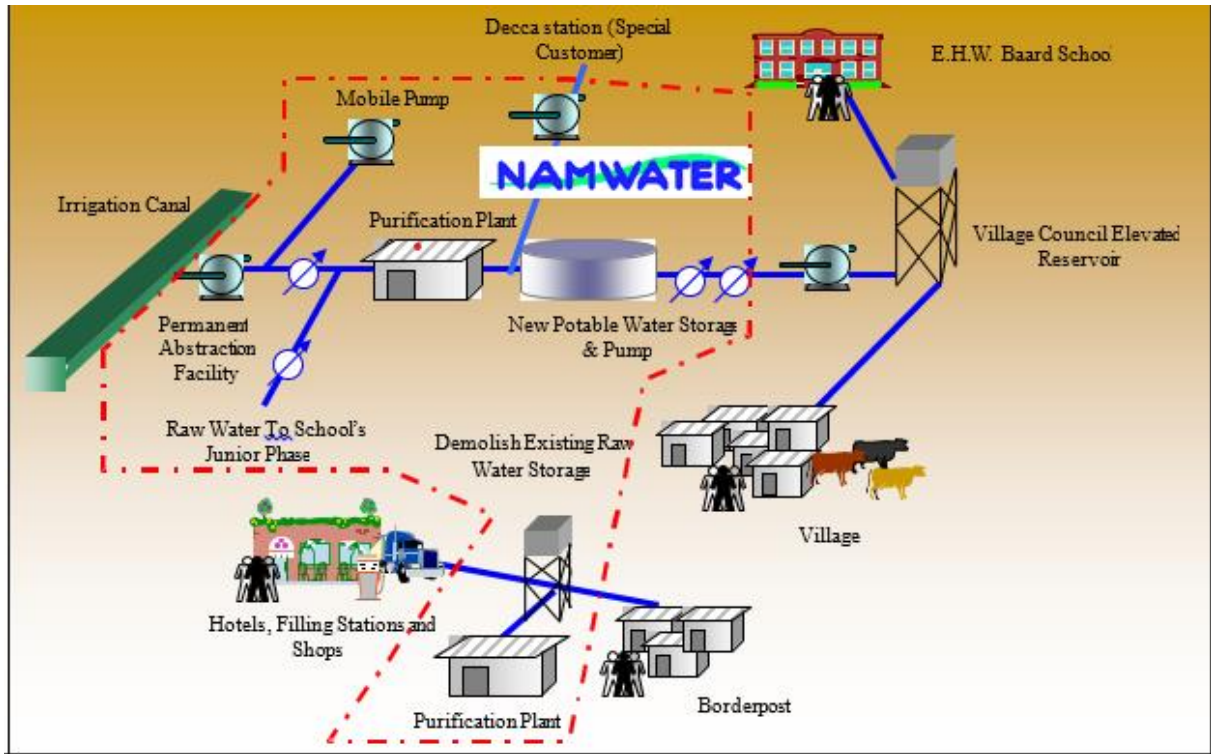 Decca station (Special
Customer)
E.H.W. Baard School
Mobile Pump
NAMWATER
Irrigation Canal
Purification Plant
Village Council Elevated
Reservoir
Permanent
Abstraction
Facility
New Potable Water Storage
& Pump
Raw Water To School's
Junior Phase
Demolish Existing Raw
Water Storage
Village
Hotels, Filling Stations and
Shops
Purification Plant
Borderpost